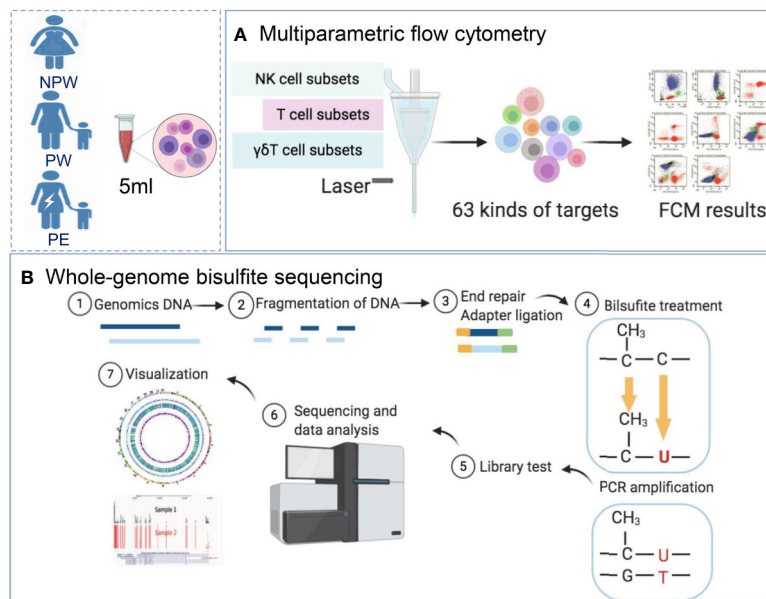 NPW
PW
PE
5ml
A Multiparametric flow cytometry
NK cell subsets
T cell subsets
γδT cell subsets
Laser
63 kinds of targets
FCM results
B Whole-genome bisulfite sequencing
1 Genomics DNA
2 Fragmentation of DNA
3 End repair
Adapter ligation
4 Bilsufite treatment
CH3
C C
CH3
C U
PCR amplification
CH3
C U
G T
5 Library test
6 Sequencing and
data analysis
7 Visualization
Sample 1
Sample 2